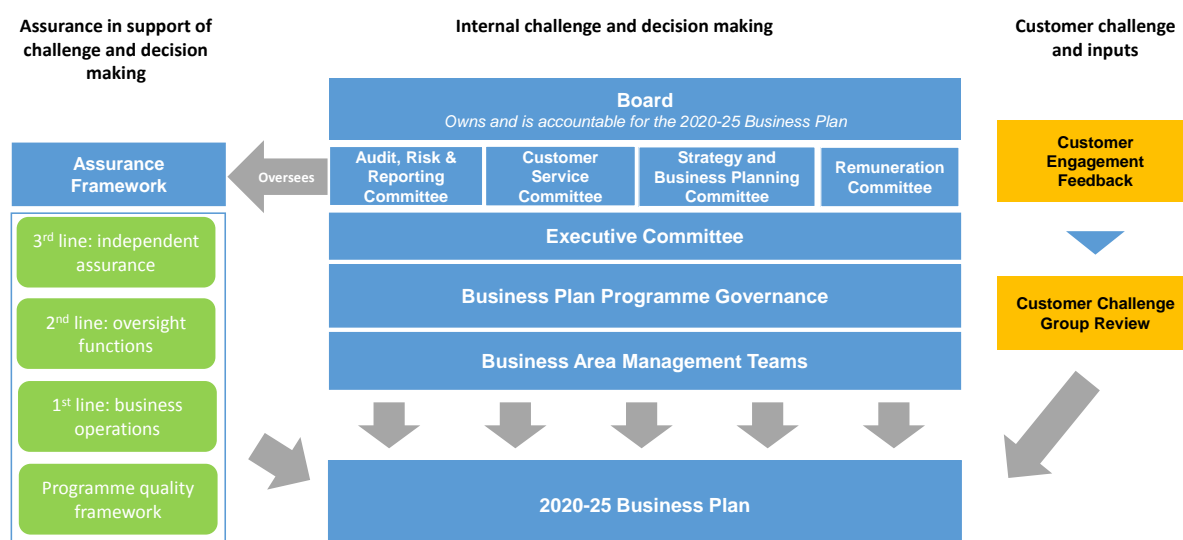 Assurance in support of
challenge and decision
making
Internal challenge and decision making
Customer challenge
and inputs
Board
Owns and is accountable for the 2020-25 Business Plan
Assurance
Framework
Oversees
Audit, Risk &
Reporting
Committee
Customer
Service
Committee
Strategy and
Business Planning
Committee
Remuneration
Committee
Customer
Engagement
Feedback
3rd line: independent
assurance
2nd line: oversight
functions
1st line: business
operations
Programme quality
framework
Executive Committee
Business Plan Programme Governance
Business Area Management Teams
Customer Challenge
Group Review
2020-25 Business Plan